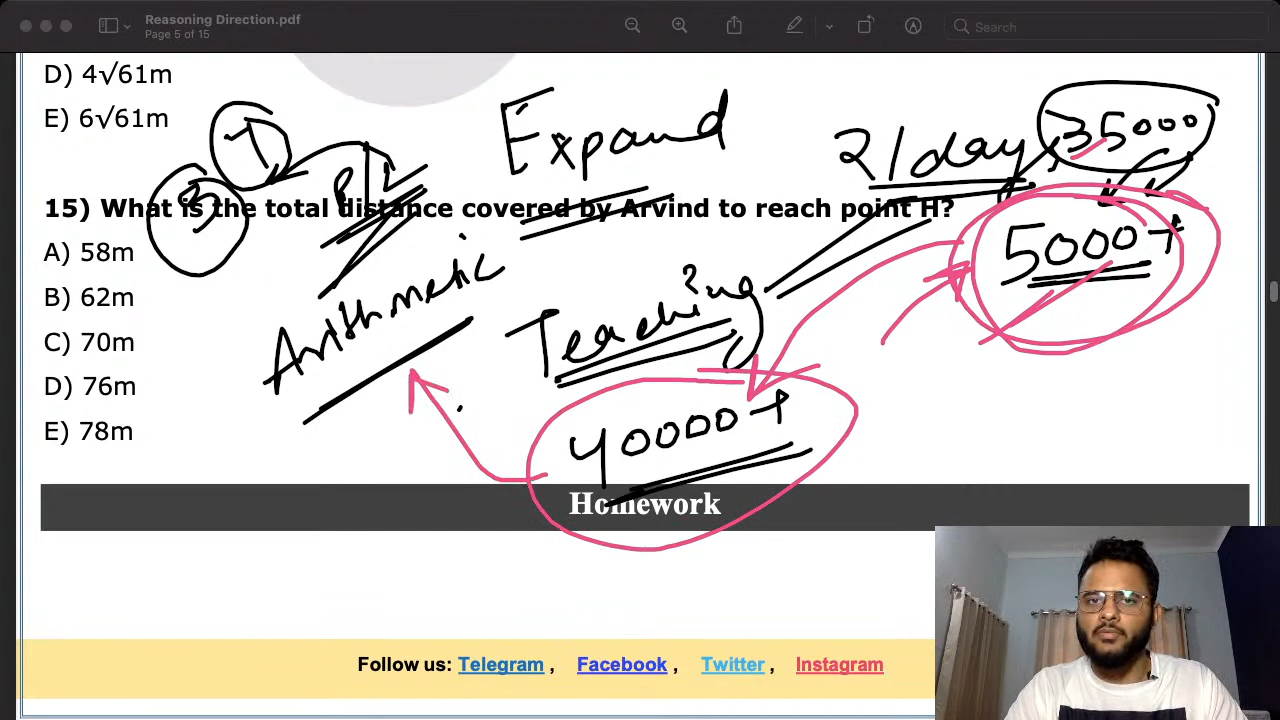 Reasoning Direction.pdf
Page 5 of 15
Search
D) 4√61m
E) 6√61m
Expand
21day
35000
15) What is the total distance covered by Arvind to reach point H?
A) 58m
5000+
B) 62m
Arithmetic
Teaching
C) 70m
D) 76m
40000+
E) 78m
Homework
Follow us: Telegram , Facebook , Twitter , Instagram